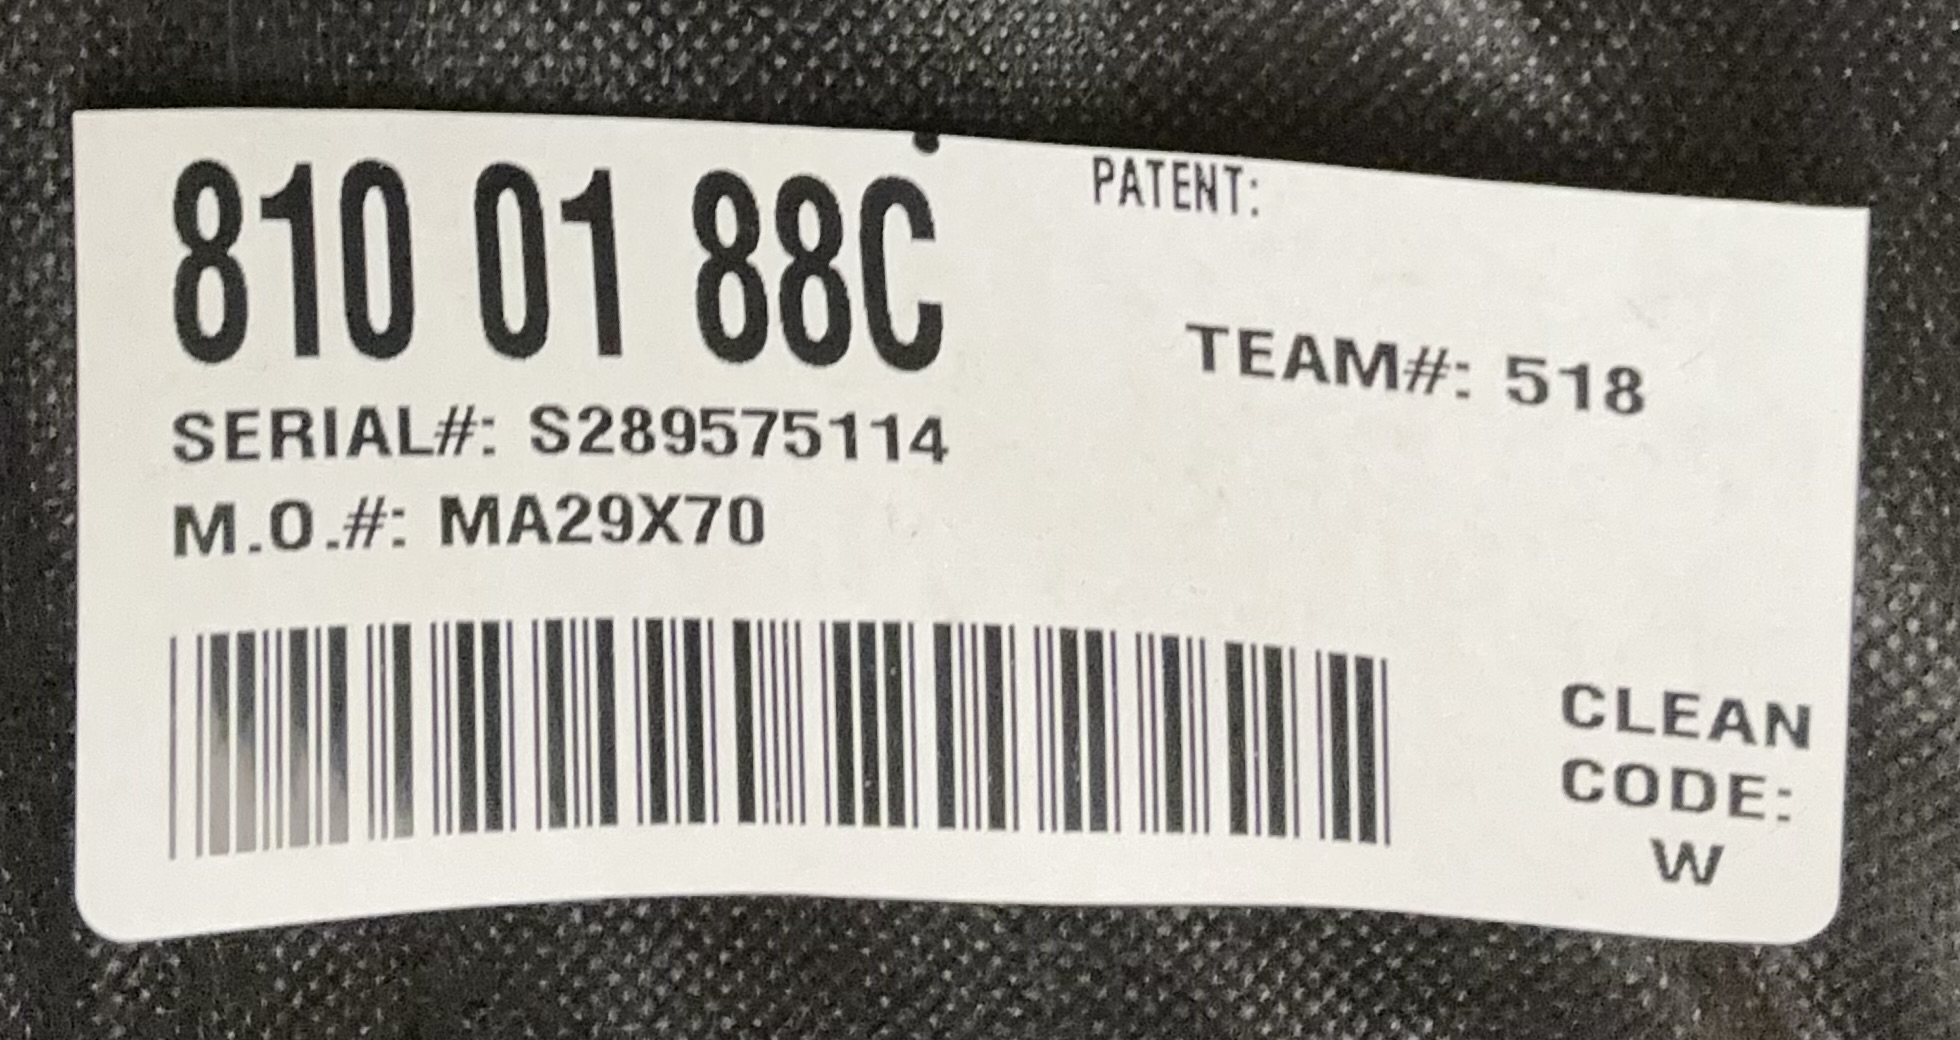 810 01 88C
PATENT:
TEAM#: 518
SERIAL#: S289575114
M.O.#: MA29X70
CLEAN
CODE:
W